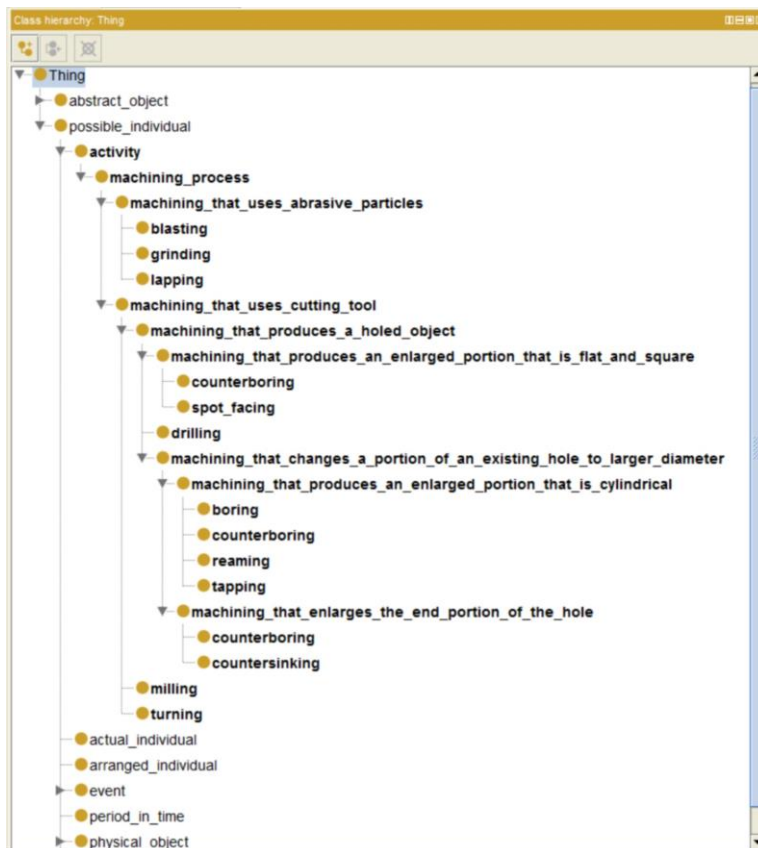 Class hierarchy: Thing
Thing
abstract_object
possible_individual
activity
machining_process
machining_that_uses_abrasive_particles
blasting
grinding
lapping
machining_that_uses_cutting_tool
machining_that_produces_a_holed_object
machining_that_produces_an_enlarged_portion_that_is_flat_and_square
counterboring
spot_facing
drilling
machining_that_changes_a_portion_of_an_existing_hole_to_larger_diameter
machining_that_produces_an_enlarged_portion_that_is_cylindrical
boring
counterboring
reaming
tapping
machining_that_enlarges_the_end_portion_of_the_hole
counterboring
countersinking
milling
turning
actual_individual
arranged_individual
event
period_in_time
physical_object